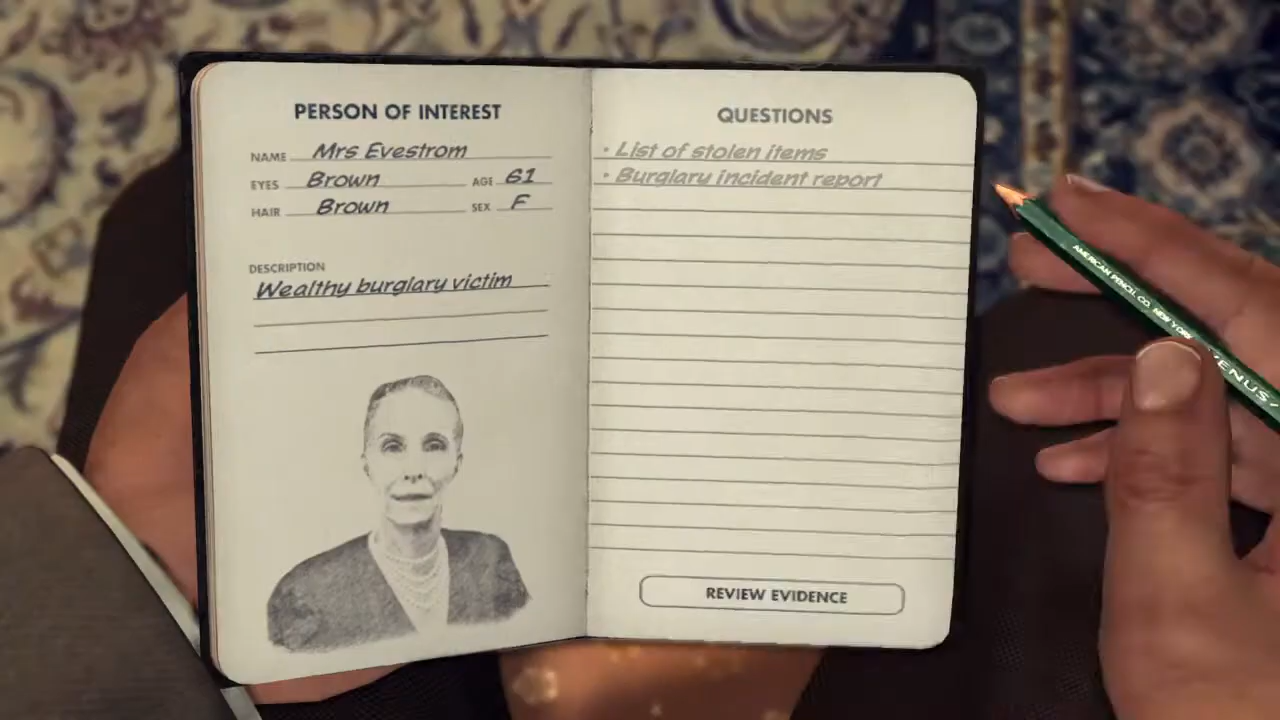 PERSON OF INTEREST
NAME Mrs Evestrom
EYES Brown AGE 61
HAIR Brown SEX F
DESCRIPTION
Wealthy burglary victim
QUESTIONS
• List of stolen items
• Burglary incident report
REVIEW EVIDENCE
AMERICAN PENCIL CO. NEW YORK VENUS